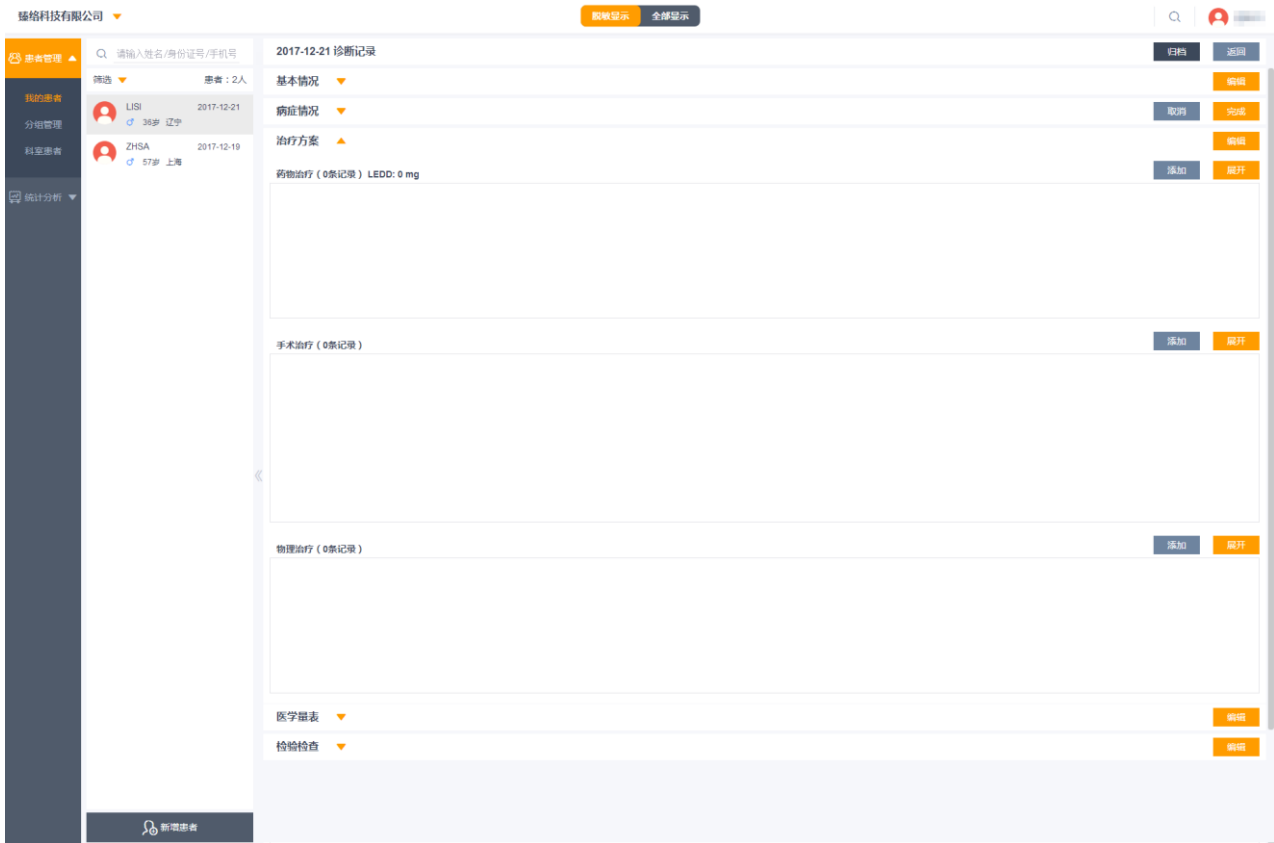 臻络科技有限公司
脱敏显示 全部显示
患者管理
我的患者
分组管理
科室患者
统计分析
请输入姓名/身份证号/手机号
筛选 患者：2人
LISI 2017-12-21
36岁 辽宁
ZHSA 2017-12-19
57岁 上海
新增患者
2017-12-21 诊断记录 归档 返回
基本情况 编辑
病症情况 取消 完成
治疗方案 编辑
药物治疗（0条记录）LEDD: 0 mg 添加 展开
手术治疗（0条记录） 添加 展开
物理治疗（0条记录） 添加 展开
医学量表 编辑
检验检查 编辑